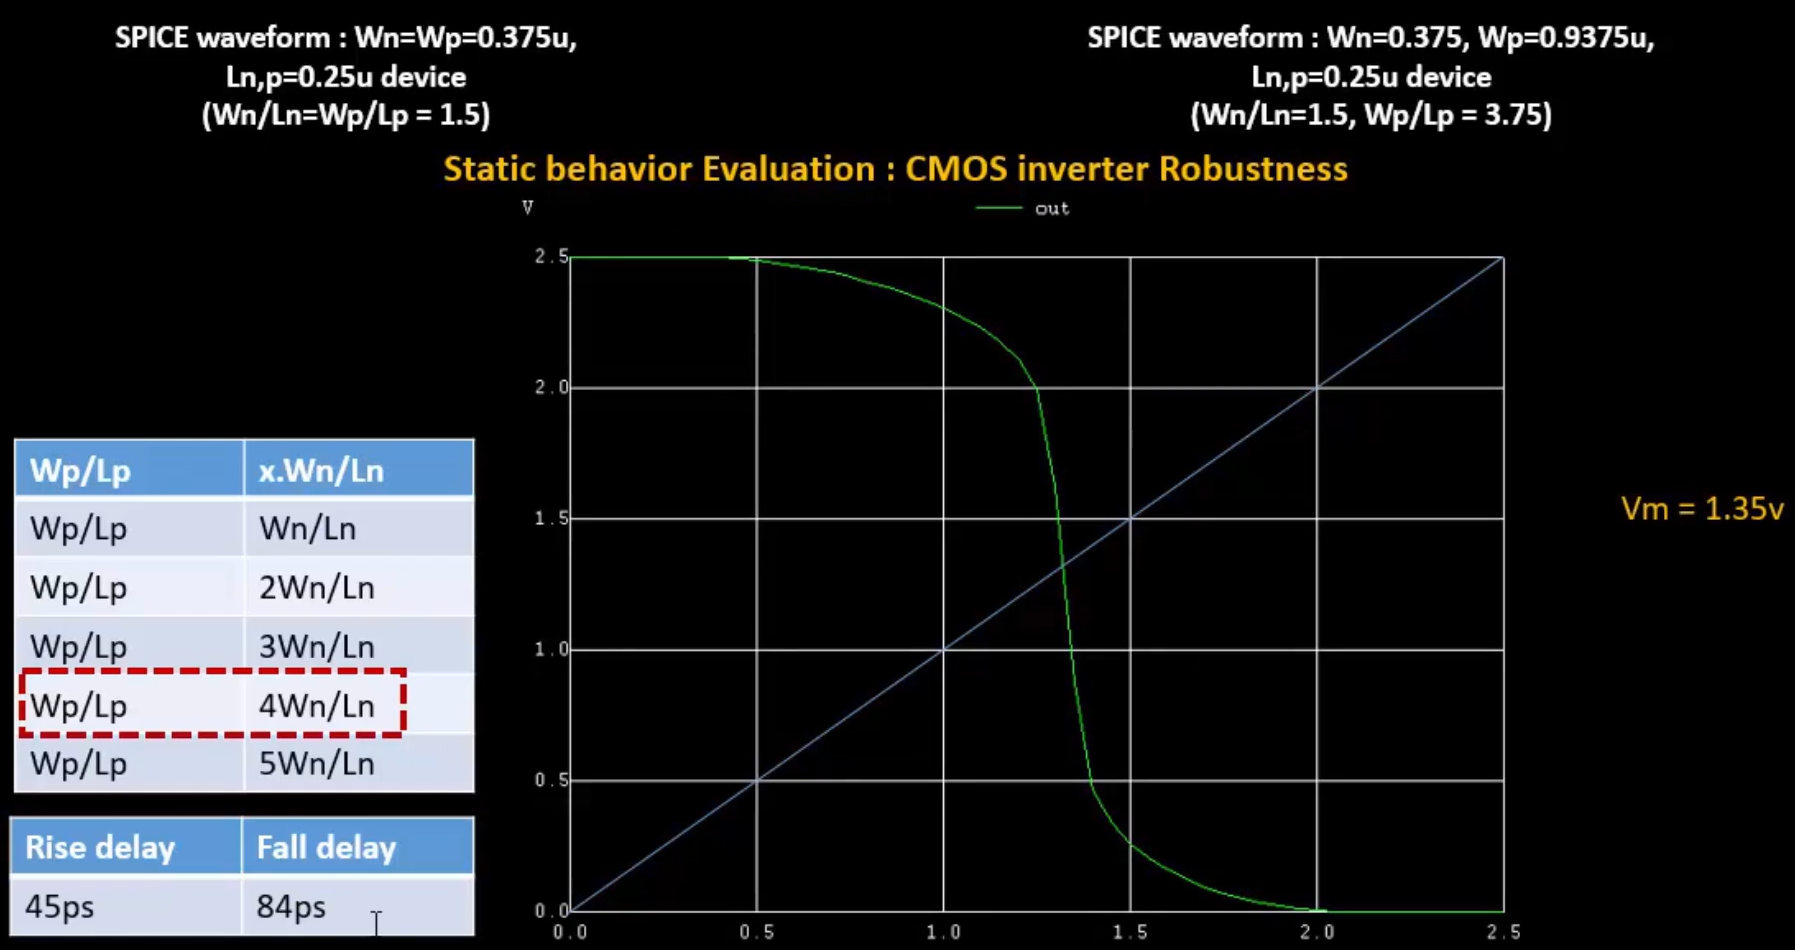 SPICE waveform : Wn=Wp=0.375u,
Ln,p=0.25u device
(Wn/Ln=Wp/Lp = 1.5)
SPICE waveform : Wn=0.375, Wp=0.9375u,
Ln,p=0.25u device
(Wn/Ln=1.5, Wp/Lp = 3.75)
Static behavior Evaluation : CMOS inverter Robustness
V
out
2.5
2.0
1.5
1.0
0.5
0.0
0.0 0.5 1.0 1.5 2.0 2.5
Vm = 1.35v
Wp/Lp x.Wn/Ln
Wp/Lp Wn/Ln
Wp/Lp 2Wn/Ln
Wp/Lp 3Wn/Ln
Wp/Lp 4Wn/Ln
Wp/Lp 5Wn/Ln
Rise delay Fall delay
45ps 84ps